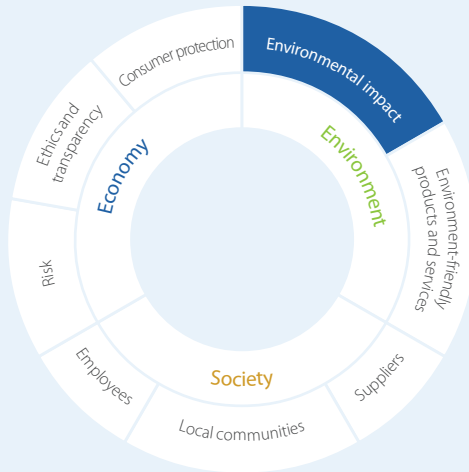 Environmental impact
Environment-friendly
products and services
Suppliers
Local communities
Employees
Risk
Ethics and
transparency
Consumer protection
Environment
Society
Economy